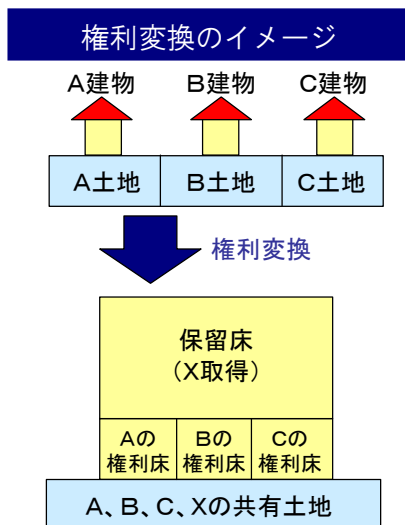 権利変換のイメージ
A建物 B建物 C建物
A土地 B土地 C土地
権利変換
保留床
（X取得）
Aの Bの Cの
権利床 権利床 権利床
A、B、C、Xの共有土地